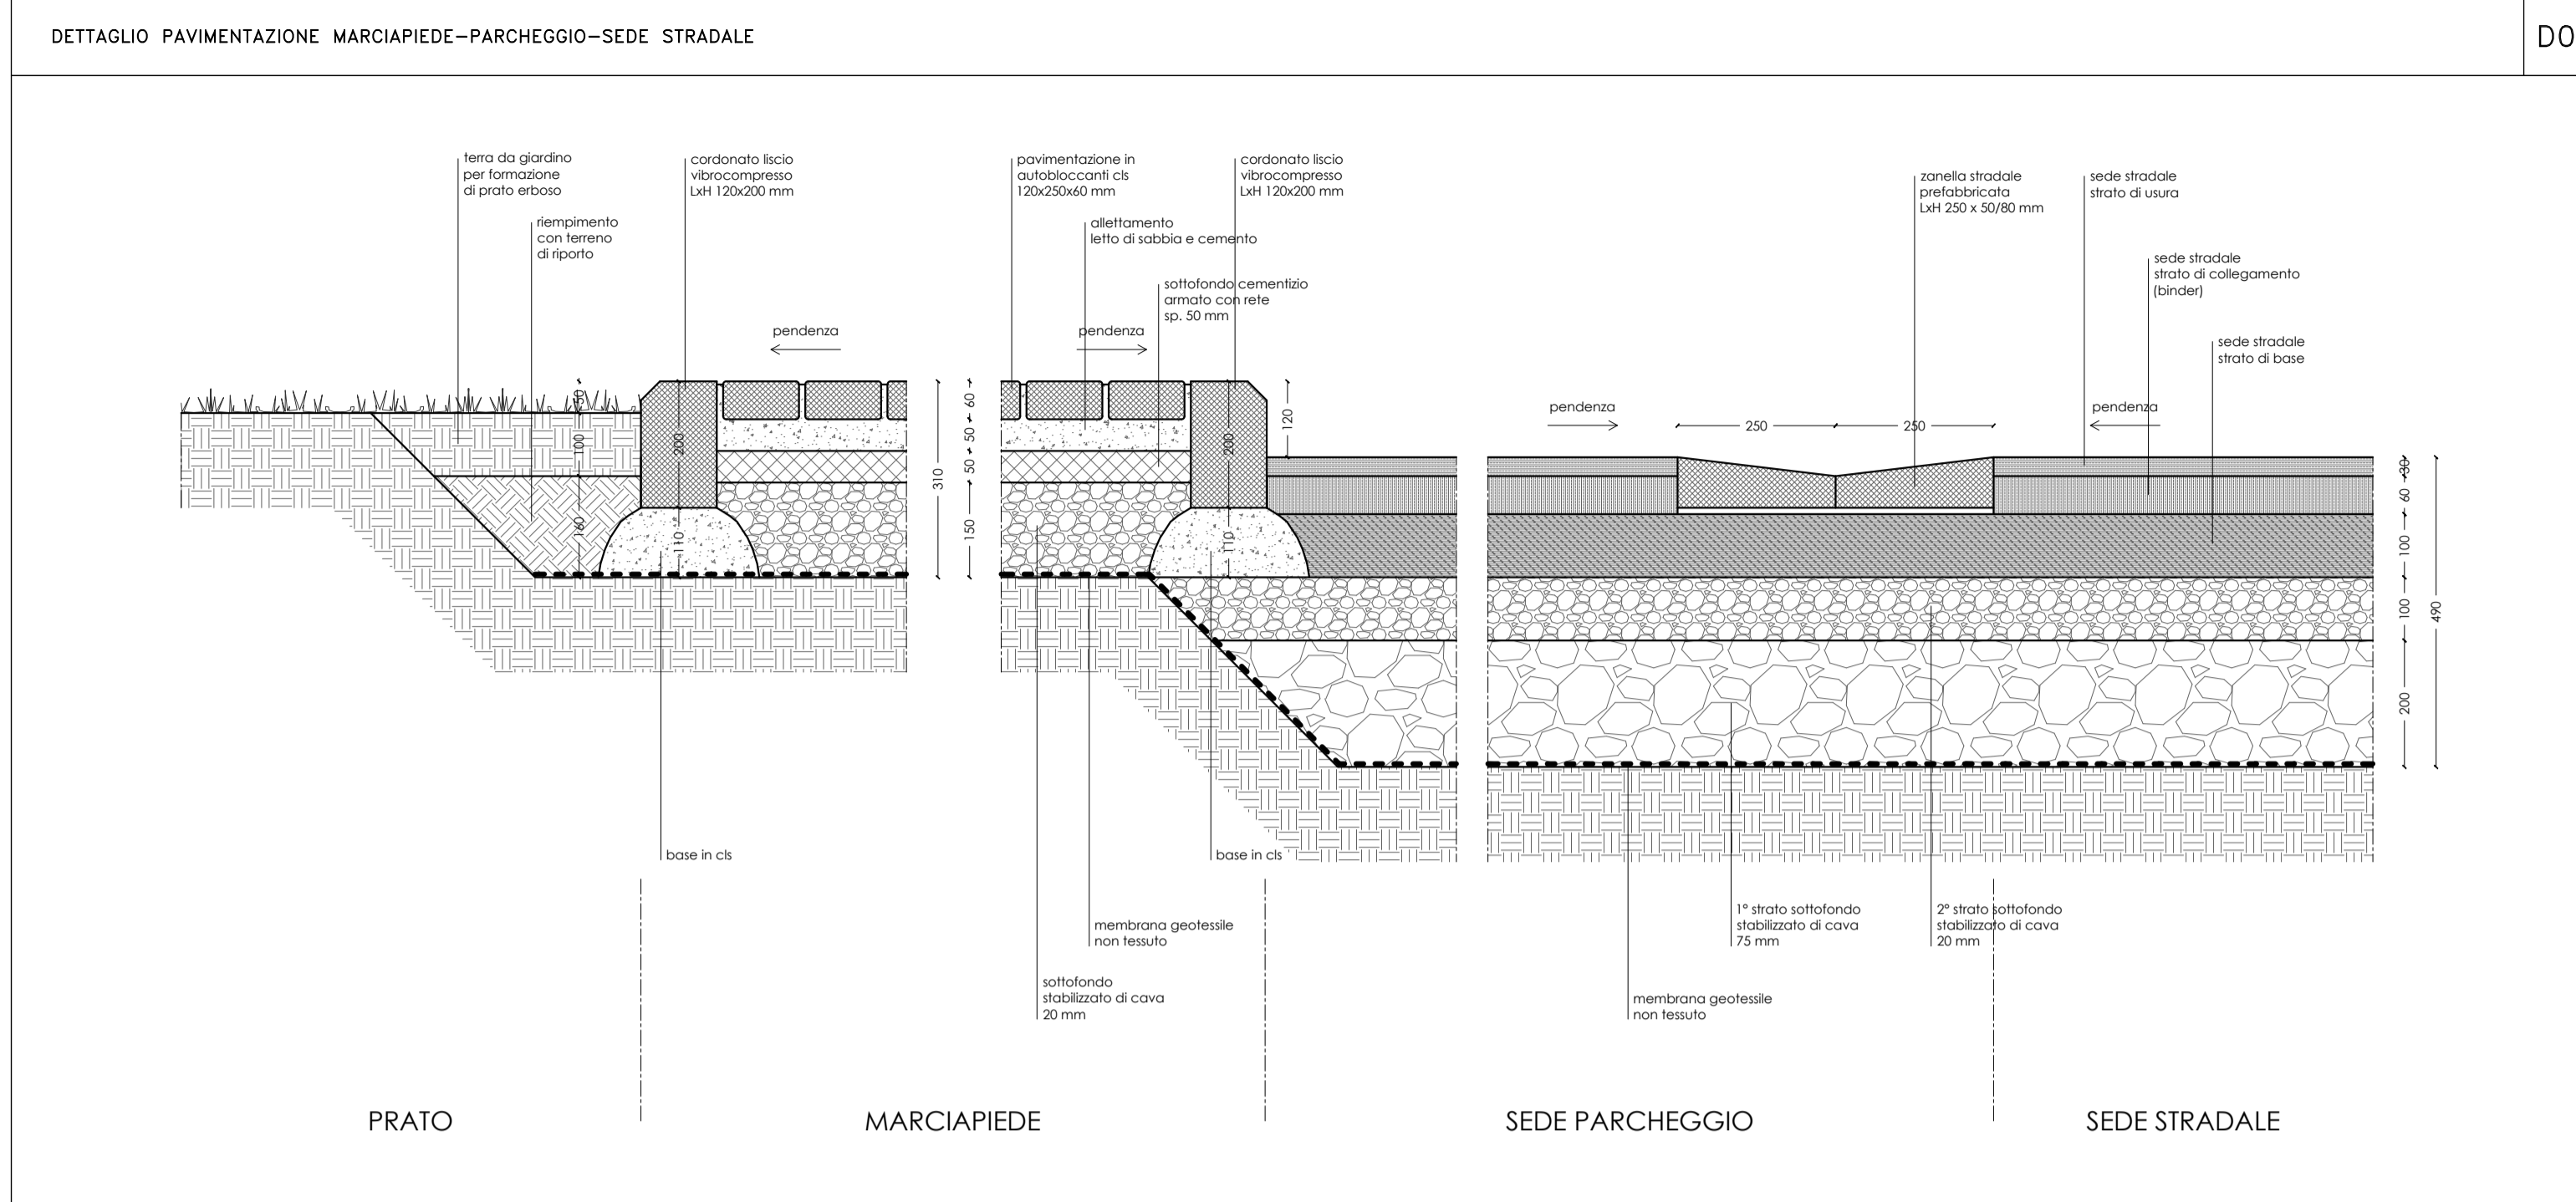 DETTAGLIO PAVIMENTAZIONE MARCIAPIEDE-PARCHEGGIO-SEDE STRADALE
DO
terra da giardino
per formazione
di prato erboso
riempimento
con terreno
di riporto
cordonato liscio
vibrocompresso
LxH 120x200 mm
pendenza
pavimentazione in
autobloccanti cls
120x250x60 mm
allettamento
letto di sabbia e cemento
sottofondo cementizio
armato con rete
sp. 50 mm
cordonato liscio
vibrocompresso
LxH 120x200 mm
pendenza
zanella stradale
prefabbricata
LxH 250 x 50/80 mm
sede stradale
strato di usura
sede stradale
strato di collegamento
(binder)
sede stradale
strato di base
pendenza
250
250
pendenza
50
100
160
200
110
310
60
50
50
150
200
110
120
30
60
100
100
200
490
base in cls
base in cls
membrana geotessile
non tessuto
sottofondo
stabilizzato di cava
20 mm
1° strato sottofondo
stabilizzato di cava
75 mm
2° strato sottofondo
stabilizzato di cava
20 mm
membrana geotessile
non tessuto
PRATO
MARCIAPIEDE
SEDE PARCHEGGIO
SEDE STRADALE